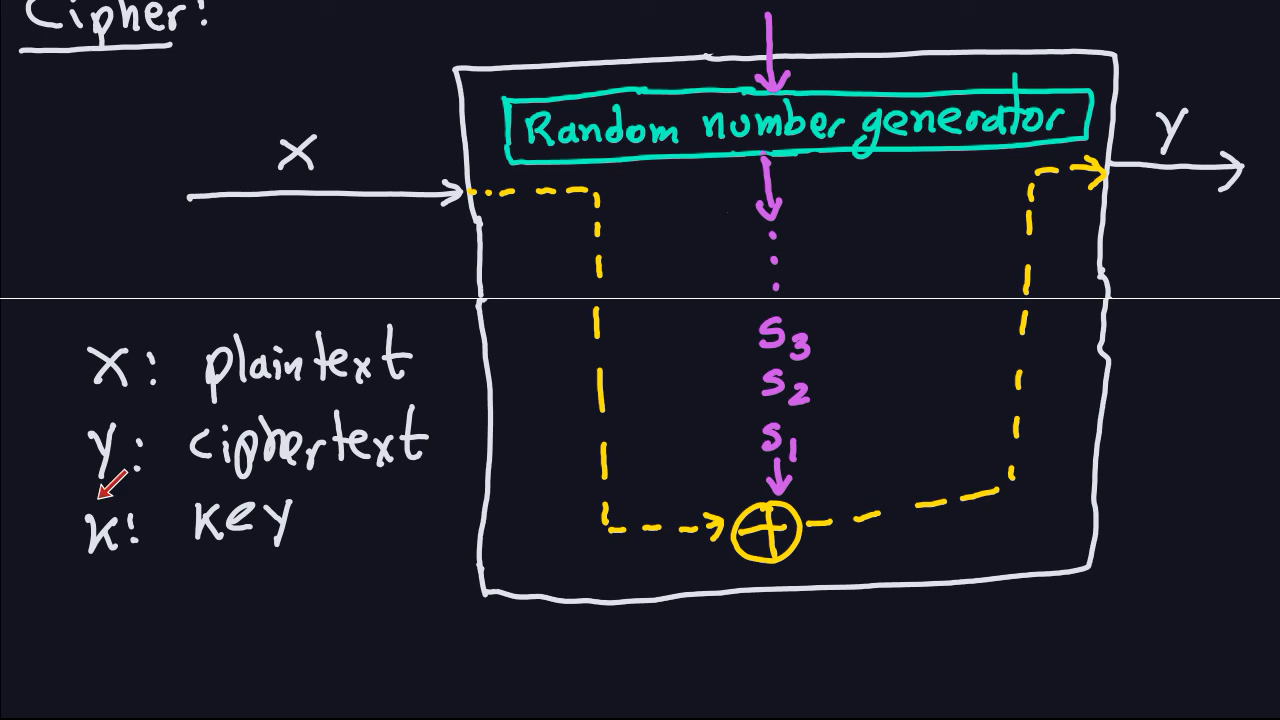 Cipher:
Random number generator
X
y
S3
S2
S1
X: plaintext
y: ciphertext
K: key